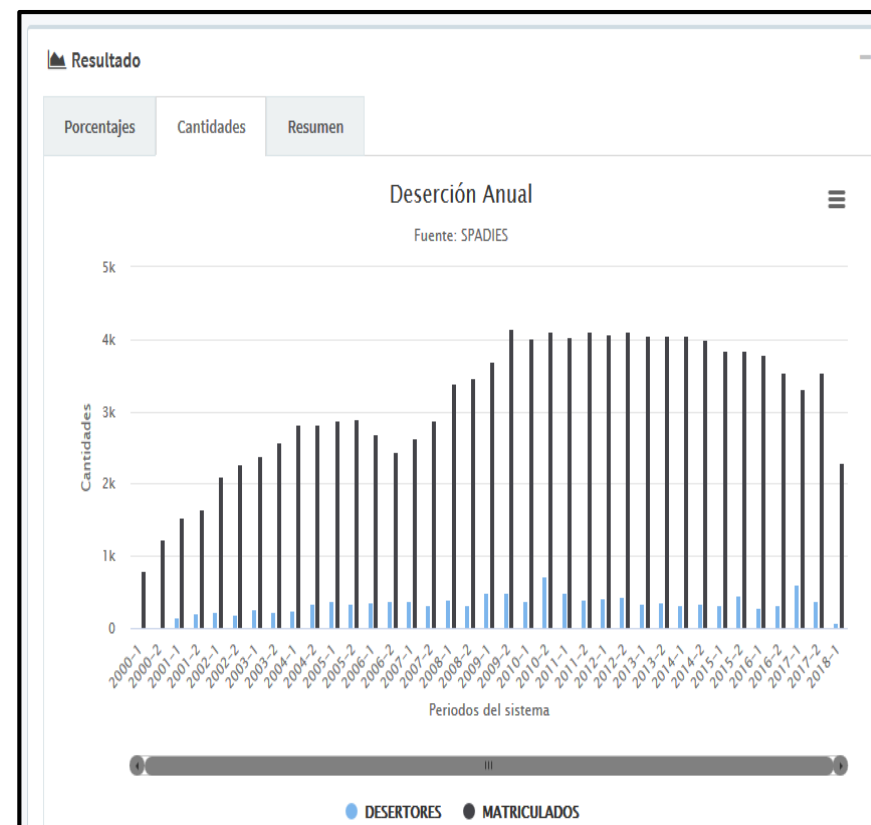 Resultado
Porcentajes Cantidades Resumen
Deserción Anual
Fuente: SPADIES
5k
4k
3k
2k
1k
0
Cantidades
2000-1 2000-2 2001-1 2001-2 2002-1 2002-2 2003-1 2003-2 2004-1 2004-2 2005-1 2005-2 2006-1 2006-2 2007-1 2007-2 2008-1 2008-2 2009-1 2009-2 2010-1 2010-2 2011-1 2011-2 2012-1 2012-2 2013-1 2013-2 2014-1 2014-2 2015-1 2015-2 2016-1 2016-2 2017-1 2017-2 2018-1
Periodos del sistema
DESERTORES MATRICULADOS